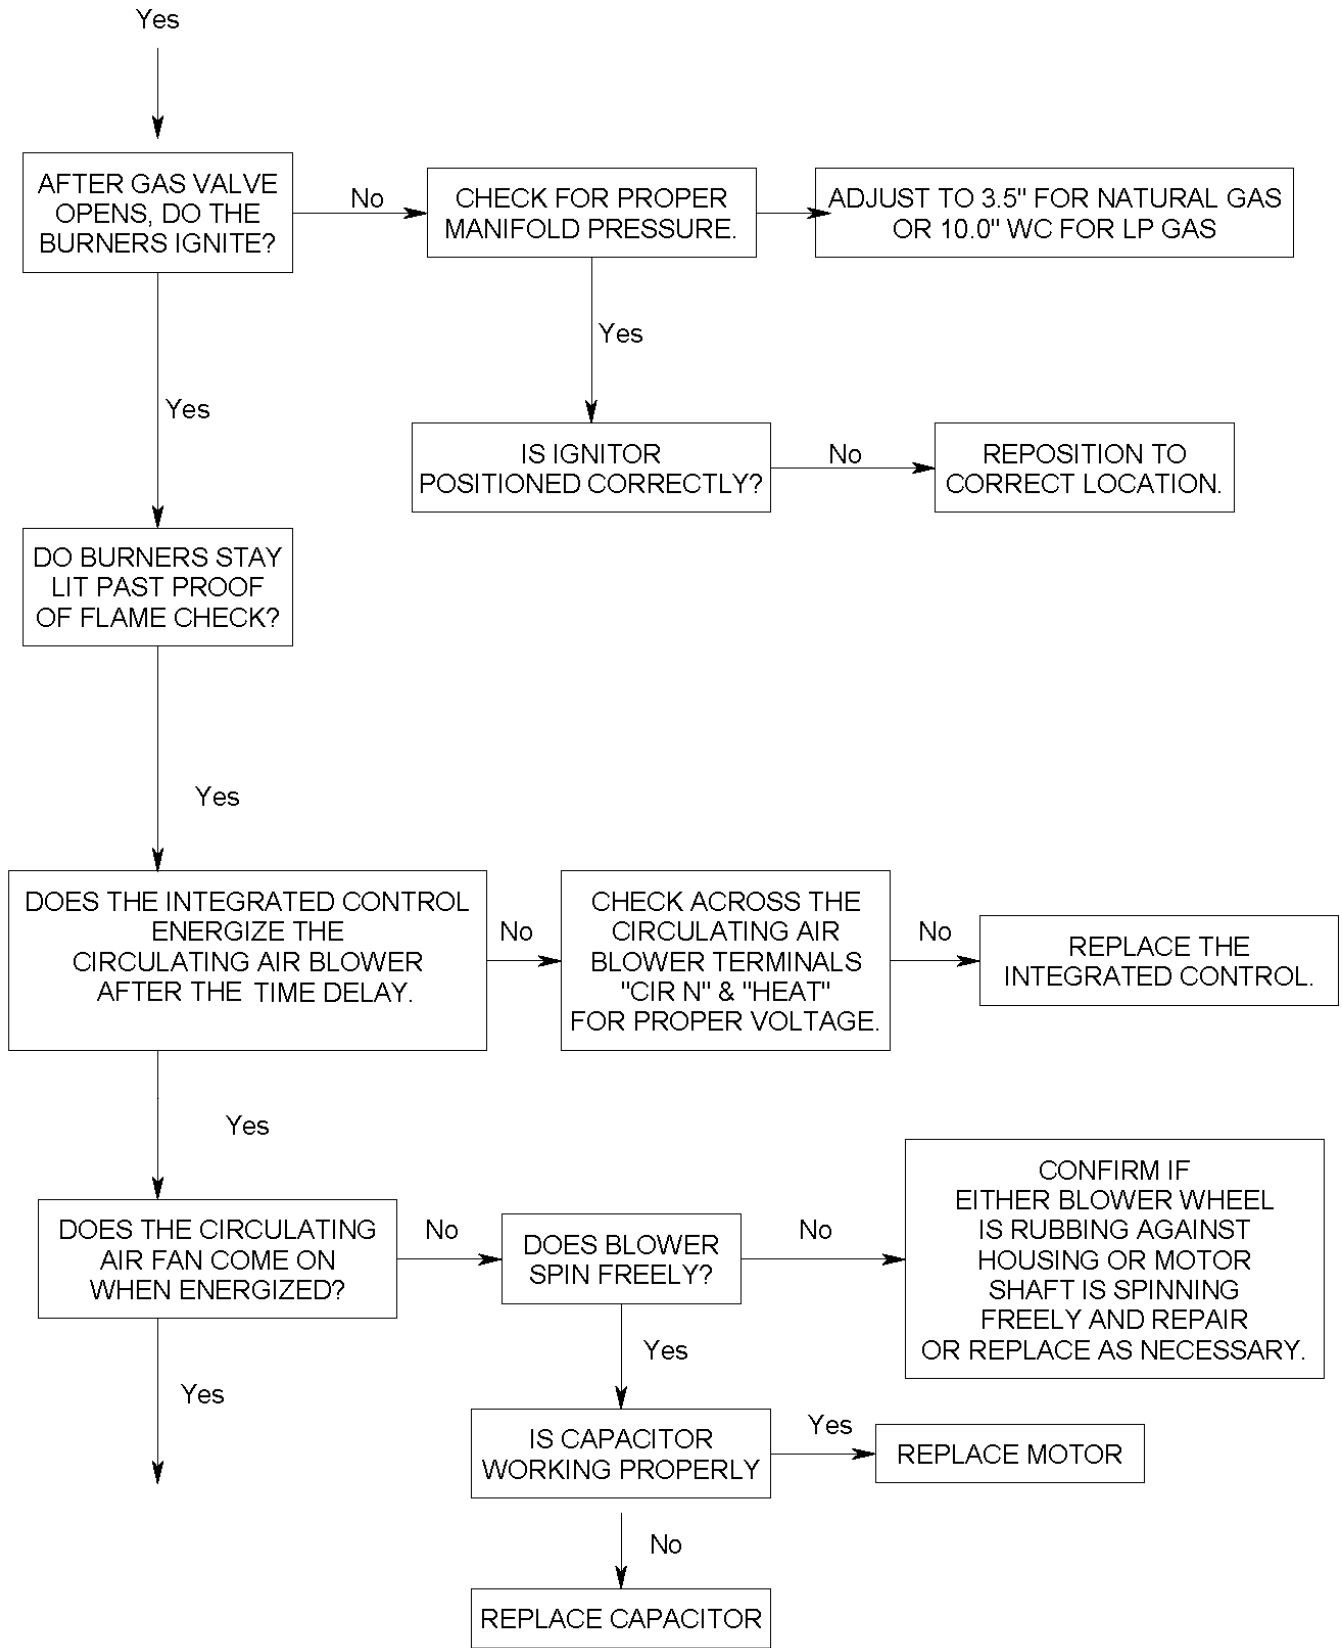 Yes
AFTER GAS VALVE
OPENS, DO THE
BURNERS IGNITE?
No
CHECK FOR PROPER
MANIFOLD PRESSURE.
ADJUST TO 3.5" FOR NATURAL GAS
OR 10.0" WC FOR LP GAS
Yes
Yes
IS IGNITOR
POSITIONED CORRECTLY?
No
REPOSITION TO
CORRECT LOCATION.
DO BURNERS STAY
LIT PAST PROOF
OF FLAME CHECK?
Yes
DOES THE INTEGRATED CONTROL
ENERGIZE THE
CIRCULATING AIR BLOWER
AFTER THE TIME DELAY.
No
CHECK ACROSS THE
CIRCULATING AIR
BLOWER TERMINALS
"CIR N" & "HEAT"
FOR PROPER VOLTAGE.
No
REPLACE THE
INTEGRATED CONTROL.
Yes
DOES THE CIRCULATING
AIR FAN COME ON
WHEN ENERGIZED?
No
DOES BLOWER
SPIN FREELY?
No
CONFIRM IF
EITHER BLOWER WHEEL
IS RUBBING AGAINST
HOUSING OR MOTOR
SHAFT IS SPINNING
FREELY AND REPAIR
OR REPLACE AS NECESSARY.
Yes
Yes
IS CAPACITOR
WORKING PROPERLY
Yes
REPLACE MOTOR
No
REPLACE CAPACITOR